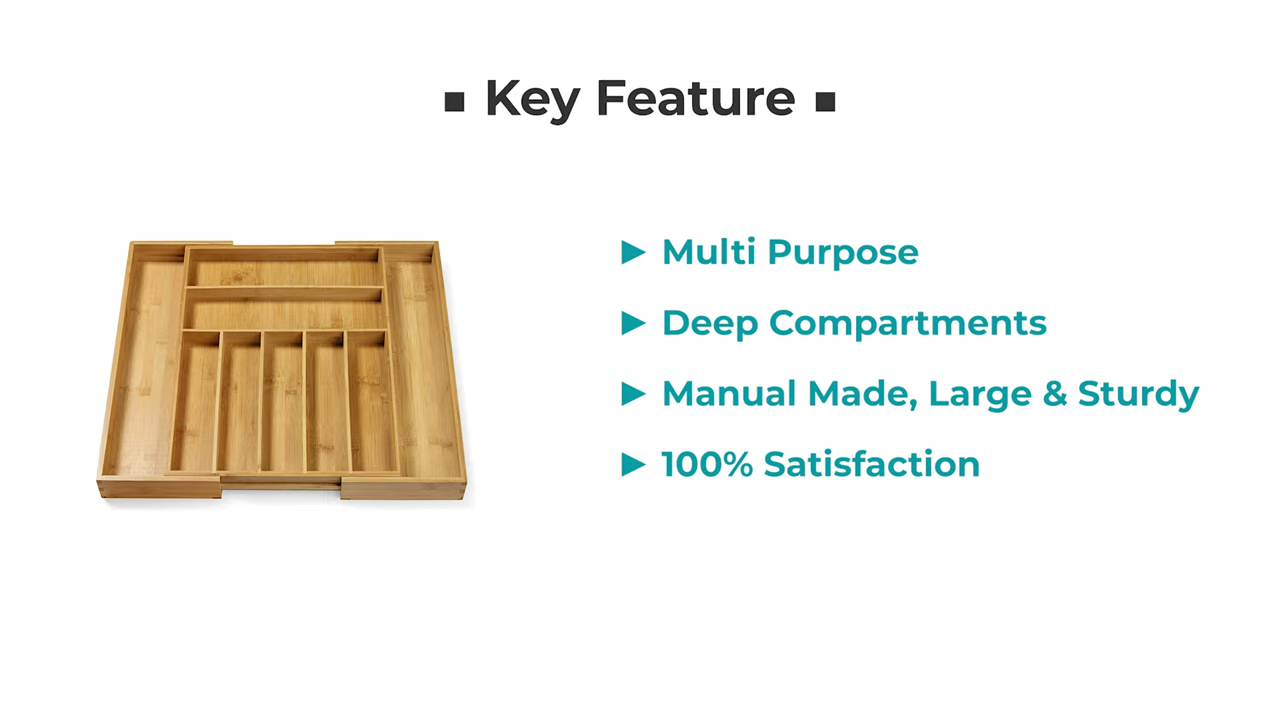 ▪ Key Feature ▪
► Multi Purpose
► Deep Compartments
► Manual Made, Large & Sturdy
► 100% Satisfaction